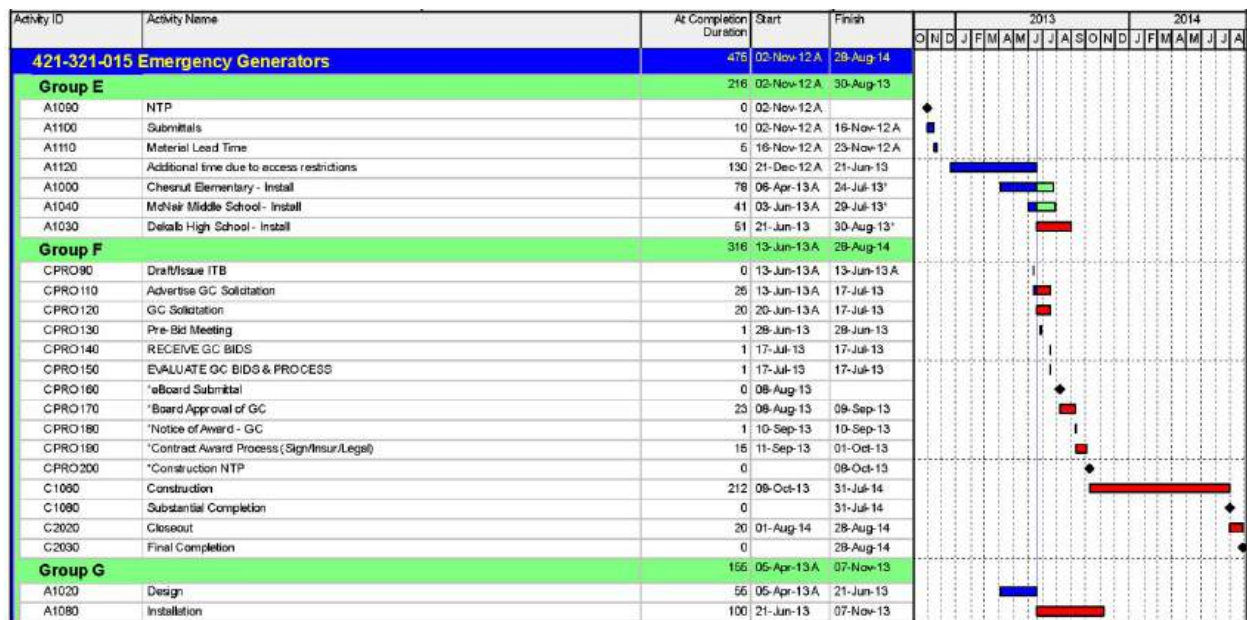 Activity ID Activity Name At Completion Duration Start Finish 2013 2014
O N D J F M A M J J A S O N D J F M A M J J A
421-321-015 Emergency Generators 475 02-Nov-12 A 28-Aug-14
Group E 216 02-Nov-12 A 30-Aug-13
A1090 NTP 0 02-Nov-12 A
A1100 Submittals 10 02-Nov-12 A 16-Nov-12 A
A1110 Material Lead Time 5 16-Nov-12 A 23-Nov-12 A
A1120 Additional time due to access restrictions 130 21-Dec-12 A 21-Jun-13
A1000 Chesnut Elementary - Install 78 06-Apr-13 A 24-Jul-13*
A1040 McNair Middle School - Install 41 03-Jun-13 A 29-Jul-13*
A1030 Dekalb High School - Install 51 21-Jun-13 30-Aug-13*
Group F 316 13-Jun-13 A 28-Aug-14
CPRO90 Draft/Issue ITB 0 13-Jun-13 A 13-Jun-13 A
CPRO110 Advertise GC Solicitation 25 13-Jun-13 A 17-Jul-13
CPRO120 GC Solicitation 20 20-Jun-13 A 17-Jul-13
CPRO130 Pre-Bid Meeting 1 28-Jun-13 28-Jun-13
CPRO140 RECEIVE GC BIDS 1 17-Jul-13 17-Jul-13
CPRO150 EVALUATE GC BIDS & PROCESS 1 17-Jul-13 17-Jul-13
CPRO160 *eBoard Submittal 0 08-Aug-13
CPRO170 *Board Approval of GC 23 08-Aug-13 09-Sep-13
CPRO180 *Notice of Award - GC 1 10-Sep-13 10-Sep-13
CPRO190 *Contract Award Process (Sign/Insur/Legal) 15 11-Sep-13 01-Oct-13
CPRO200 *Construction NTP 0 08-Oct-13
C1060 Construction 212 09-Oct-13 31-Jul-14
C1080 Substantial Completion 0 31-Jul-14
C2020 Closeout 20 01-Aug-14 28-Aug-14
C2030 Final Completion 0 28-Aug-14
Group G 155 05-Apr-13 A 07-Nov-13
A1020 Design 55 05-Apr-13 A 21-Jun-13
A1080 Installation 100 21-Jun-13 07-Nov-13